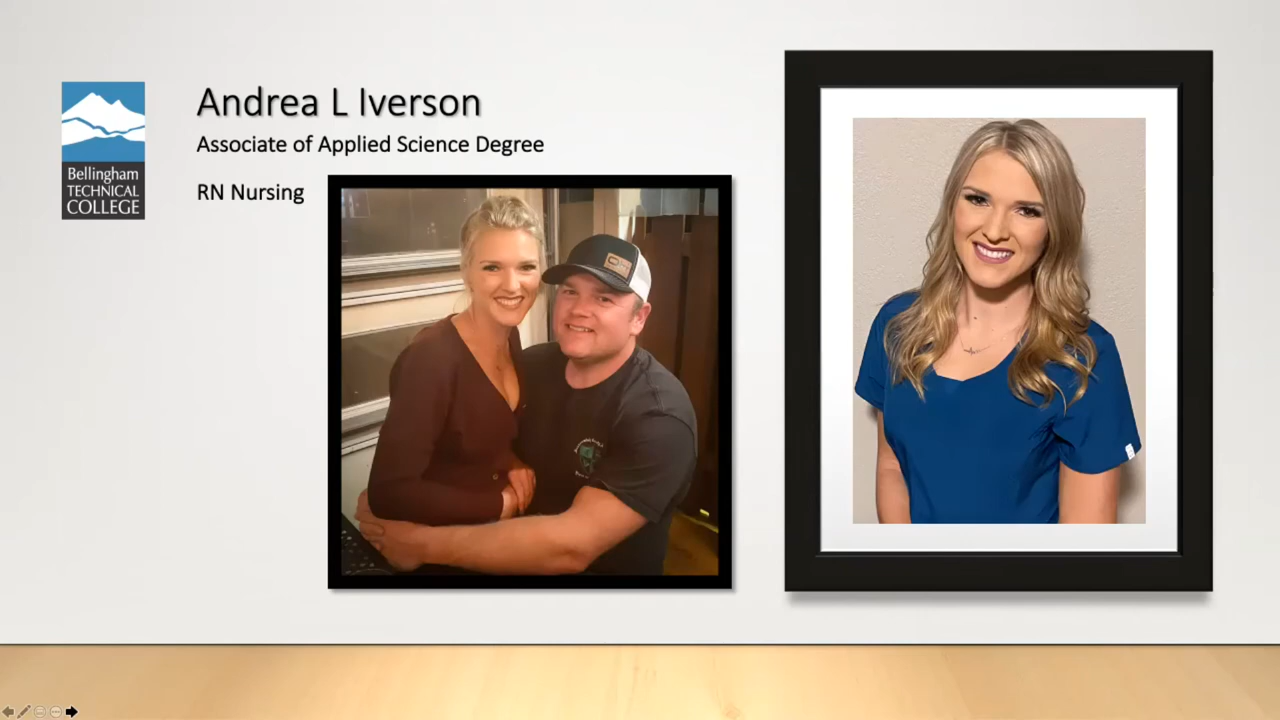 Andrea L Iverson
Associate of Applied Science Degree
RN Nursing
Bellingham
TECHNICAL
COLLEGE